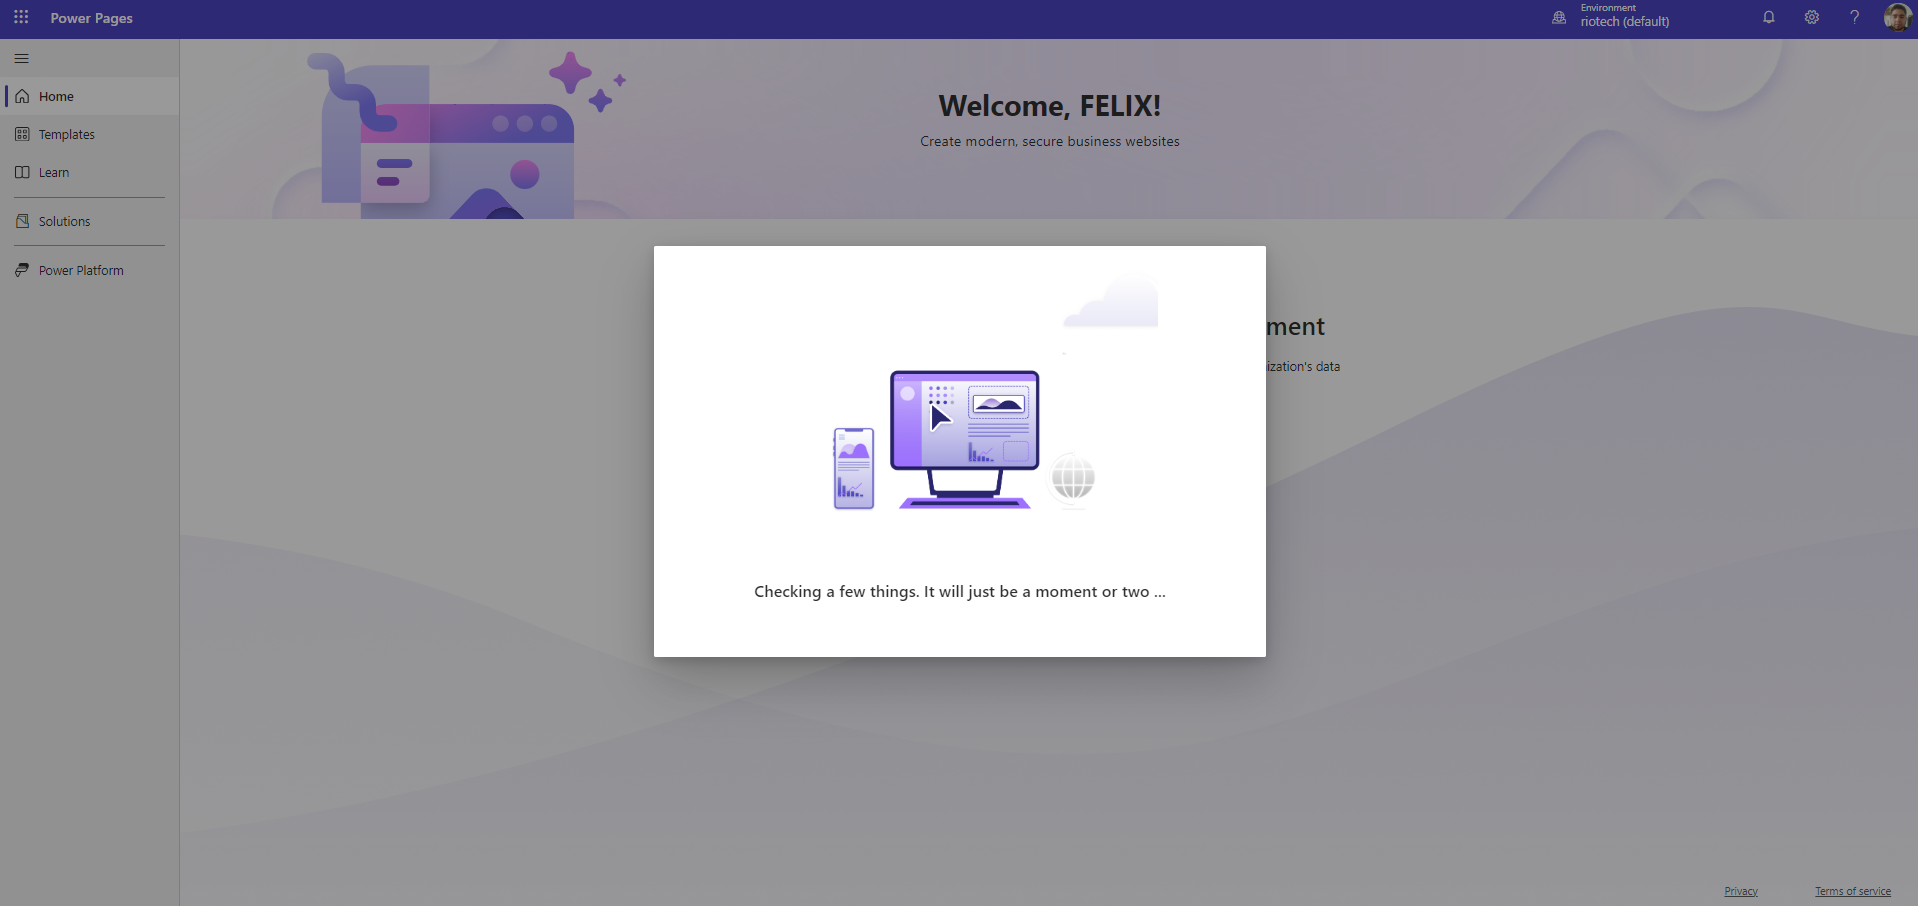 Power Pages
Environment
riotech (default)
Home
Templates
Learn
Solutions
Power Platform
Welcome, FELIX!
Create modern, secure business websites
ment
ization's data
Checking a few things. It will just be a moment or two ...
Privacy
Terms of service